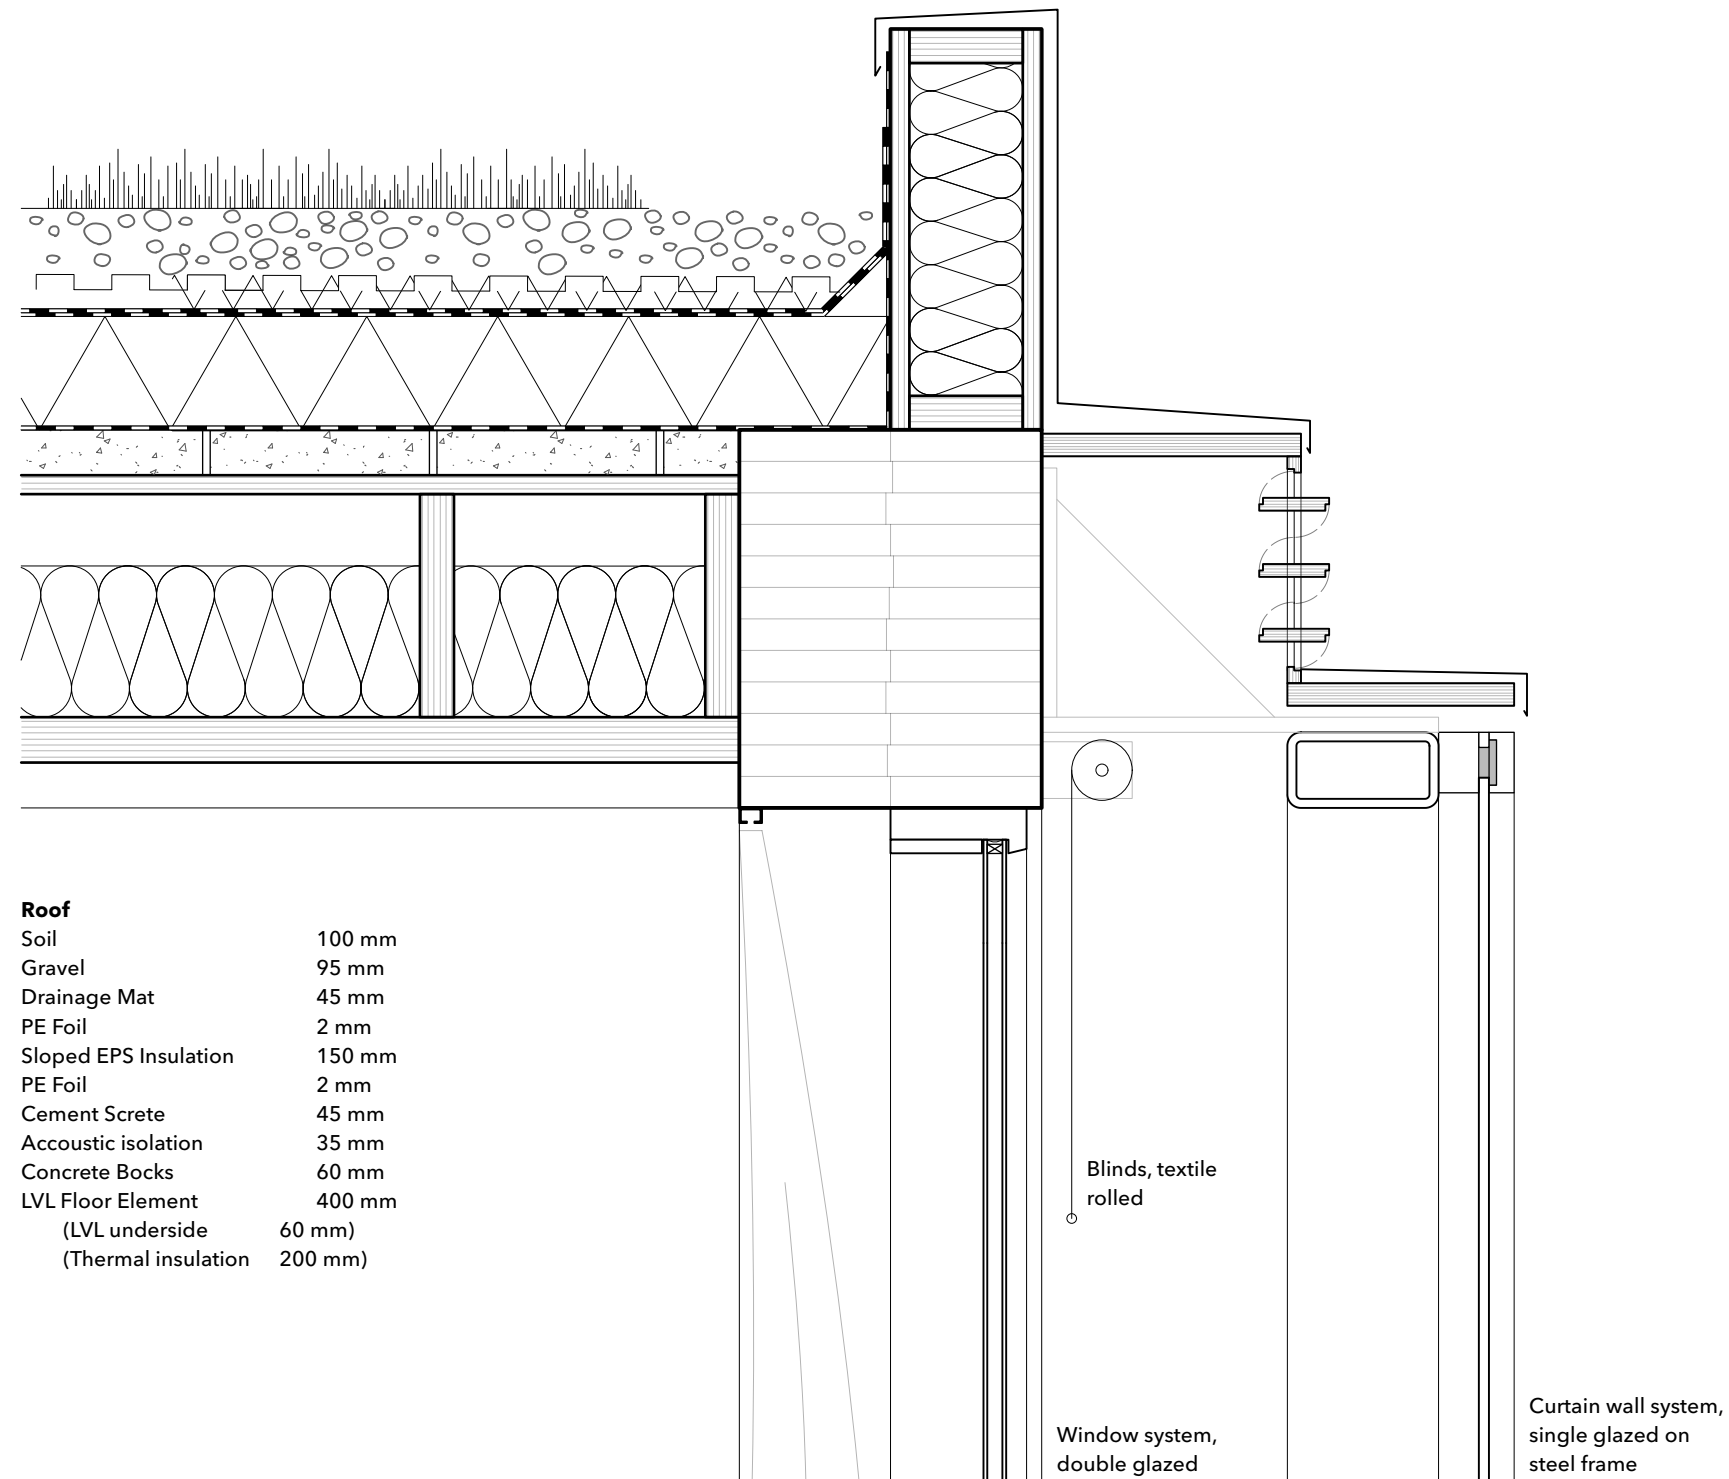 Roof
Soil 100 mm
Gravel 95 mm
Drainage Mat 45 mm
PE Foil 2 mm
Sloped EPS Insulation 150 mm
PE Foil 2 mm
Cement Screte 45 mm
Accoustic isolation 35 mm
Concrete Bocks 60 mm
LVL Floor Element 400 mm
(LVL underside 60 mm)
(Thermal insulation 200 mm)
Blinds, textile
rolled
Window system,
double glazed
Curtain wall system,
single glazed on
steel frame